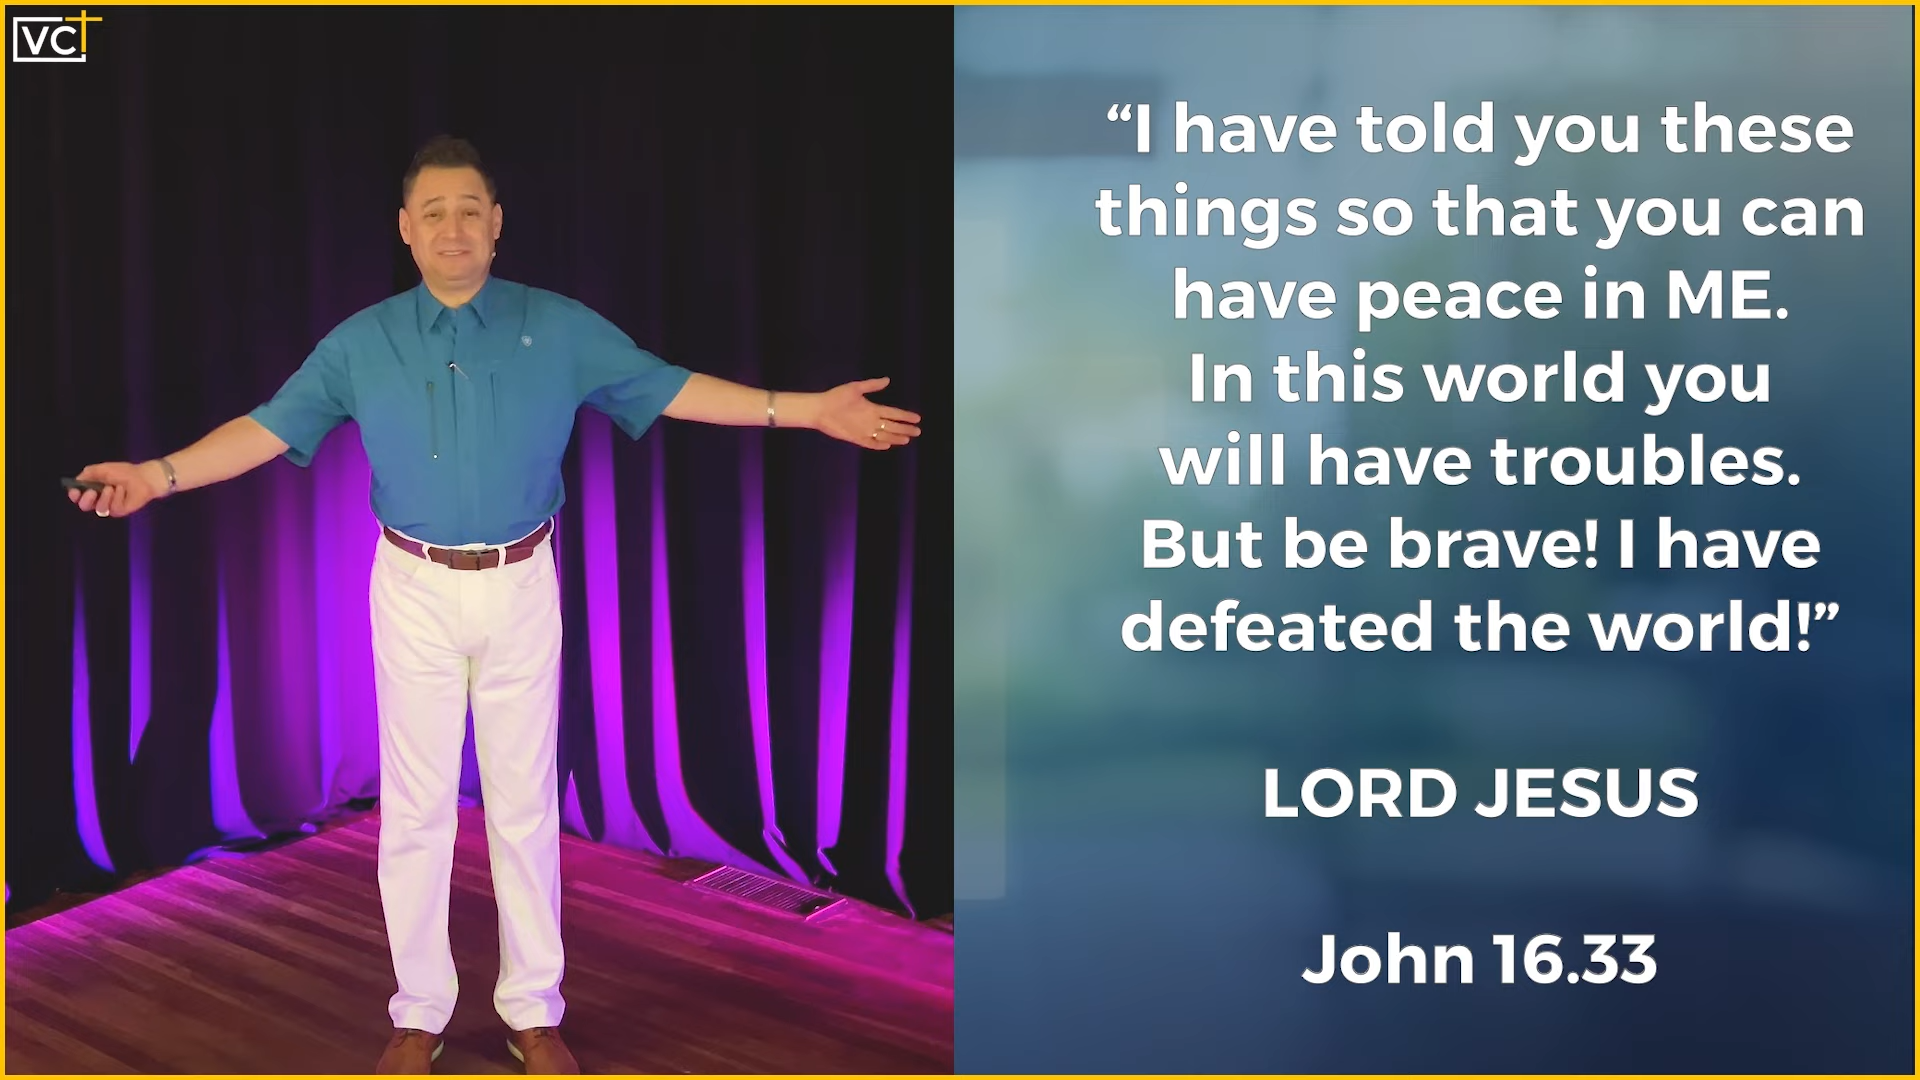 VC
“I have told you these
things so that you can
have peace in ME.
In this world you
will have troubles.
But be brave! I have
defeated the world!”
LORD JESUS
John 16.33